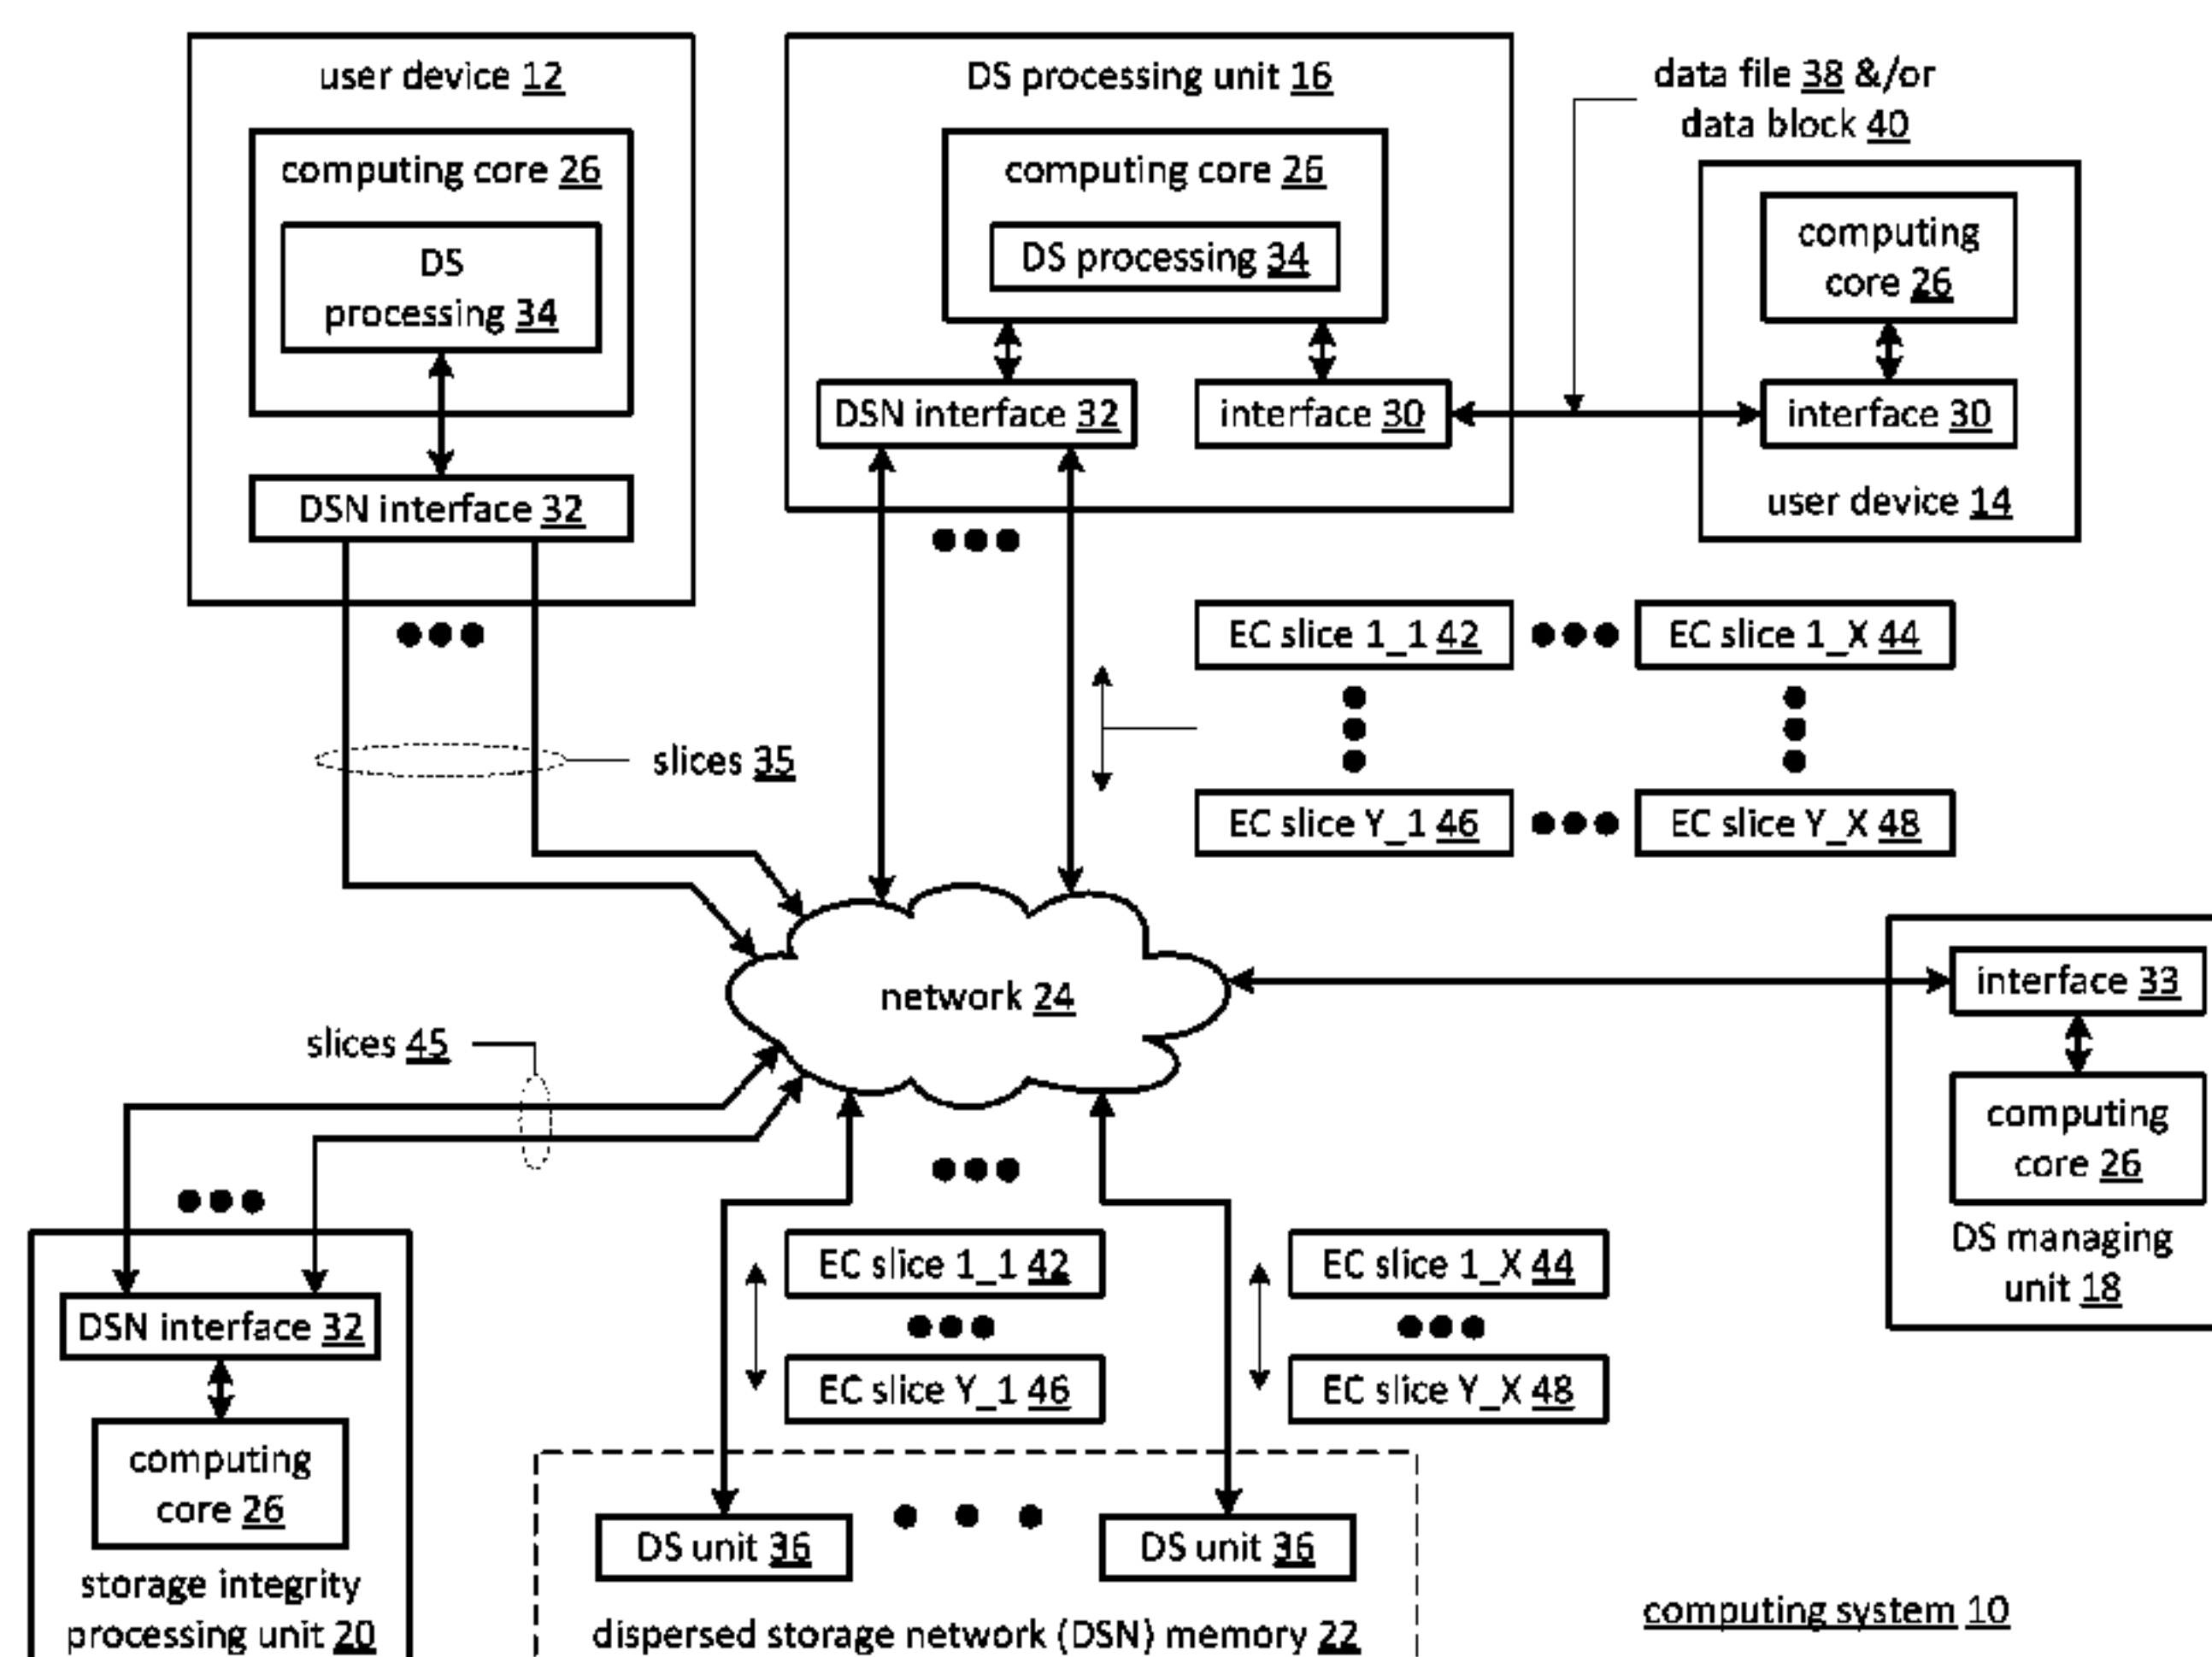 user device 12
computing core 26
DS
processing 34
DSN interface 32
DS processing unit 16
computing core 26
DS processing 34
DSN interface 32
interface 30
data file 38 &/or
data block 40
computing
core 26
interface 30
user device 14
EC slice 1_1 42
EC slice 1_X 44
EC slice Y_1 46
EC slice Y_X 48
slices 35
network 24
interface 33
computing
core 26
DS managing
unit 18
slices 45
DSN interface 32
computing
core 26
storage integrity
processing unit 20
EC slice 1_1 42
EC slice Y_1 46
EC slice 1_X 44
EC slice Y_X 48
DS unit 36
DS unit 36
dispersed storage network (DSN) memory 22
computing system 10